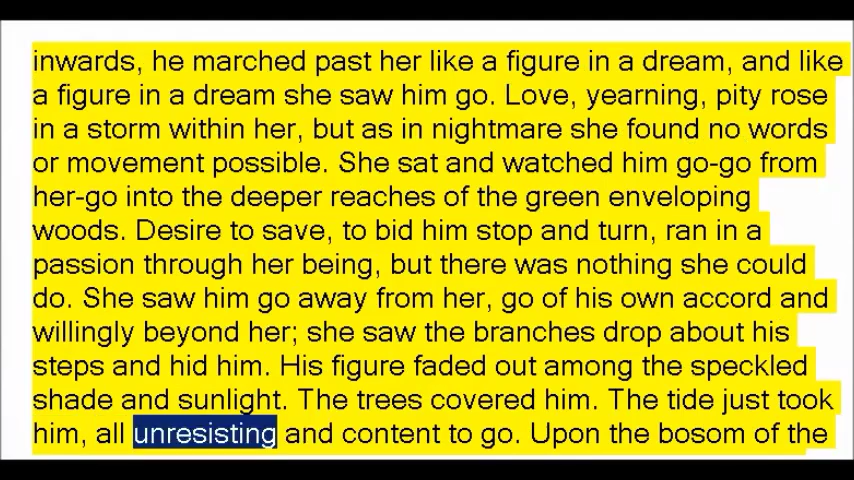 inwards, he marched past her like a figure in a dream, and like
a figure in a dream she saw him go. Love, yearning, pity rose
in a storm within her, but as in nightmare she found no words
or movement possible. She sat and watched him go-go from
her-go into the deeper reaches of the green enveloping
woods. Desire to save, to bid him stop and turn, ran in a
passion through her being, but there was nothing she could
do. She saw him go away from her, go of his own accord and
willingly beyond her; she saw the branches drop about his
steps and hid him. His figure faded out among the speckled
shade and sunlight. The trees covered him. The tide just took
him, all unresisting and content to go. Upon the bosom of the